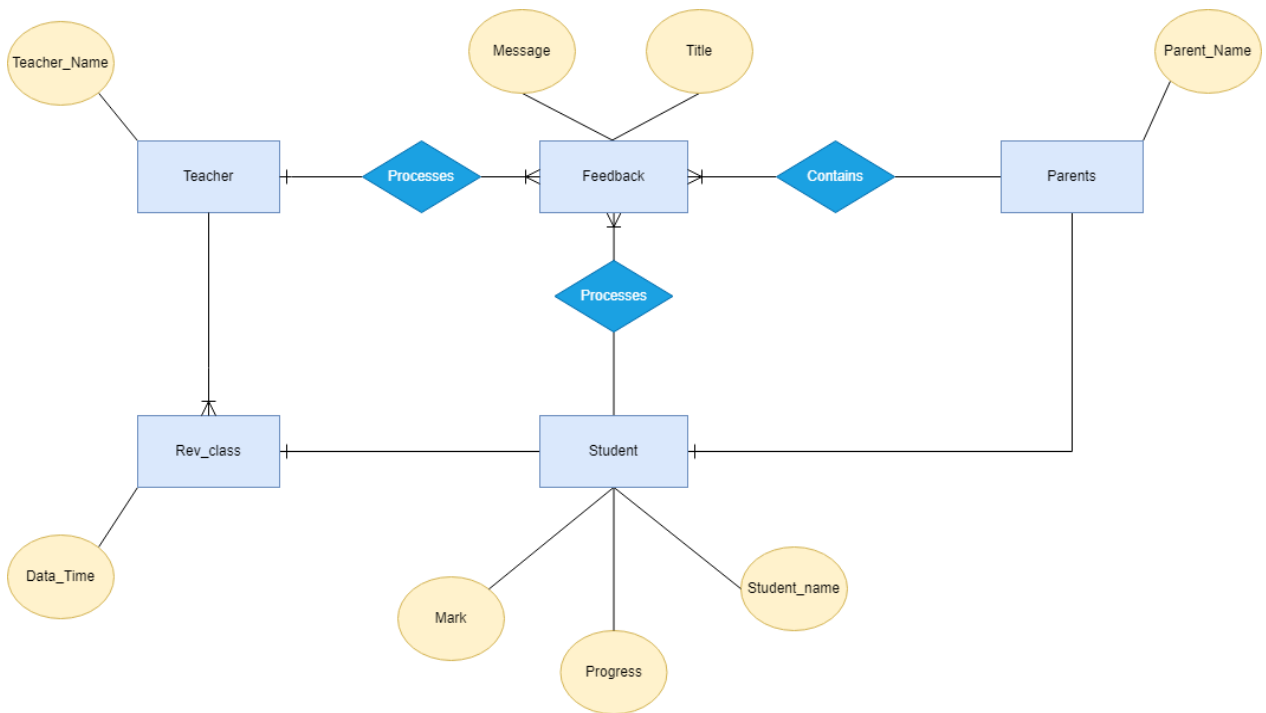 Message
Title
Parent_Name
Teacher_Name
Teacher
Processes
Feedback
Contains
Parents
Processes
Rev_class
Student
Data_Time
Mark
Student_name
Progress